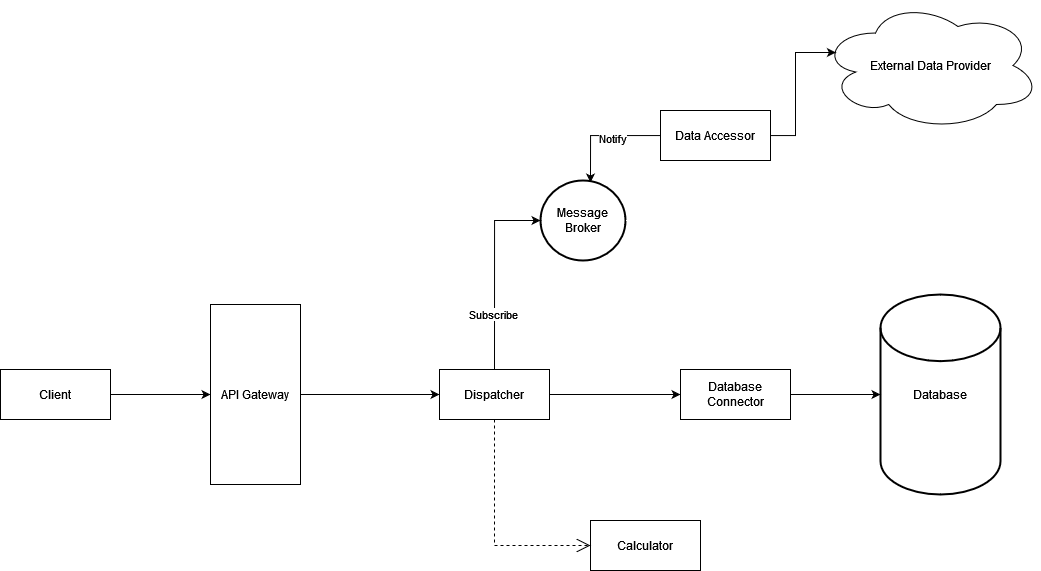 External Data Provider
Data Accessor
Notify
Message
Broker
Subscribe
Client
API Gateway
Dispatcher
Database
Connector
Database
Calculator